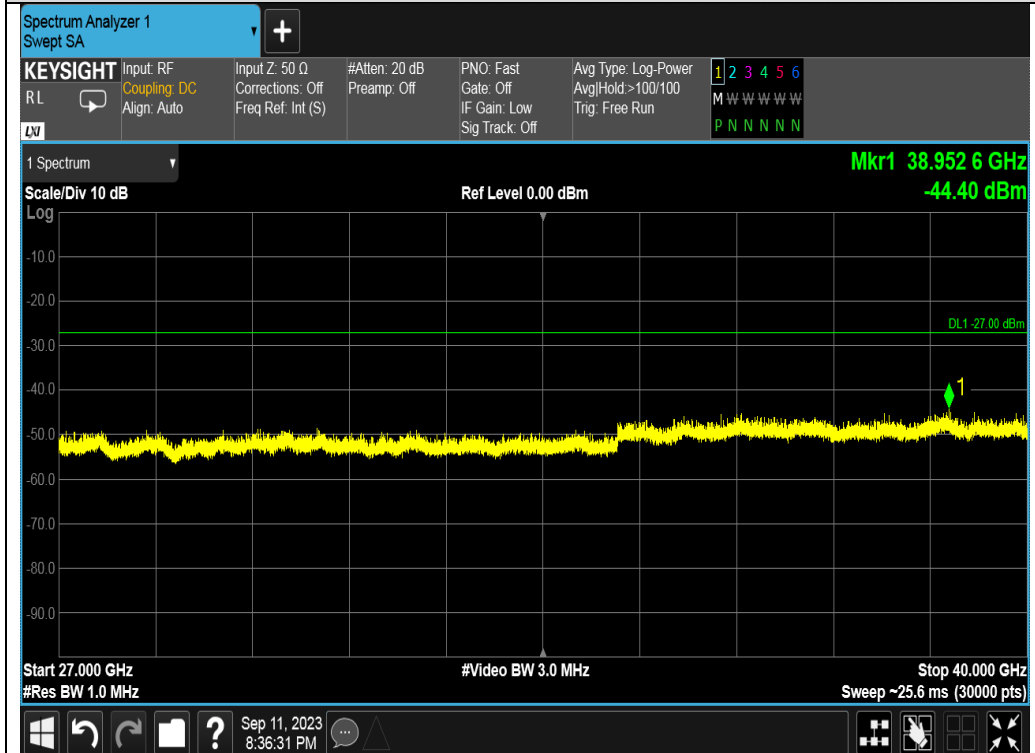 Spectrum Analyzer 1
Swept SA
+
KEYSIGHT
RL
LXI
Input: RF
Coupling: DC
Align: Auto
Input Z: 50 Ω
Corrections: Off
Freq Ref: Int (S)
#Atten: 20 dB
Preamp: Off
PNO: Fast
Gate: Off
IF Gain: Low
Sig Track: Off
Avg Type: Log-Power
Avg|Hold:>100/100
Trig: Free Run
1 2 3 4 5 6
M W W W W W
P N N N N N
1 Spectrum
Mkr1 38.952 6 GHz
Scale/Div 10 dB
Ref Level 0.00 dBm
-44.40 dBm
Log
-10.0
-20.0
DL1 -27.00 dBm
-30.0
-40.0
1
-50.0
-60.0
-70.0
-80.0
-90.0
Start 27.000 GHz
#Video BW 3.0 MHz
Stop 40.000 GHz
#Res BW 1.0 MHz
Sweep ~25.6 ms (30000 pts)
?
Sep 11, 2023
8:36:31 PM